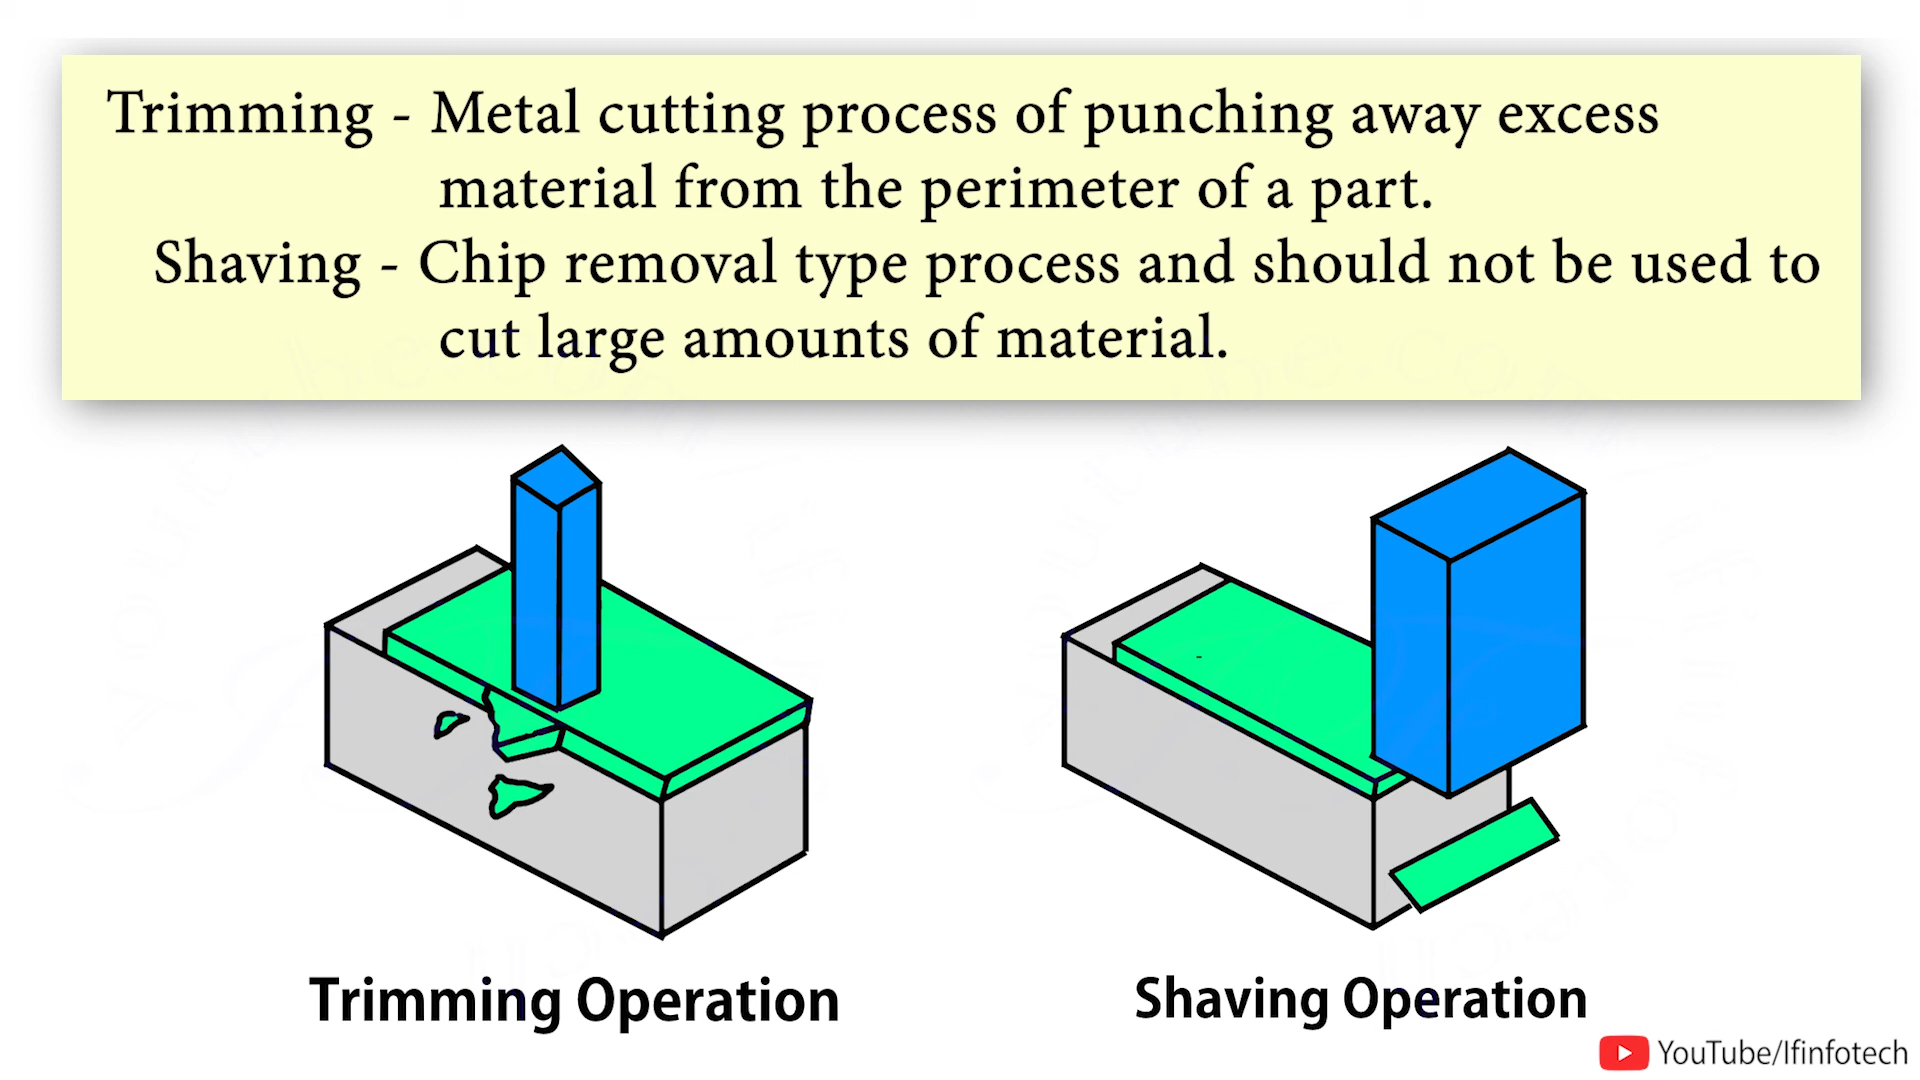 Trimming - Metal cutting process of punching away excess
material from the perimeter of a part.
Shaving - Chip removal type process and should not be used to
cut large amounts of material.
Trimming Operation
Shaving Operation
YouTube/lfinfotech